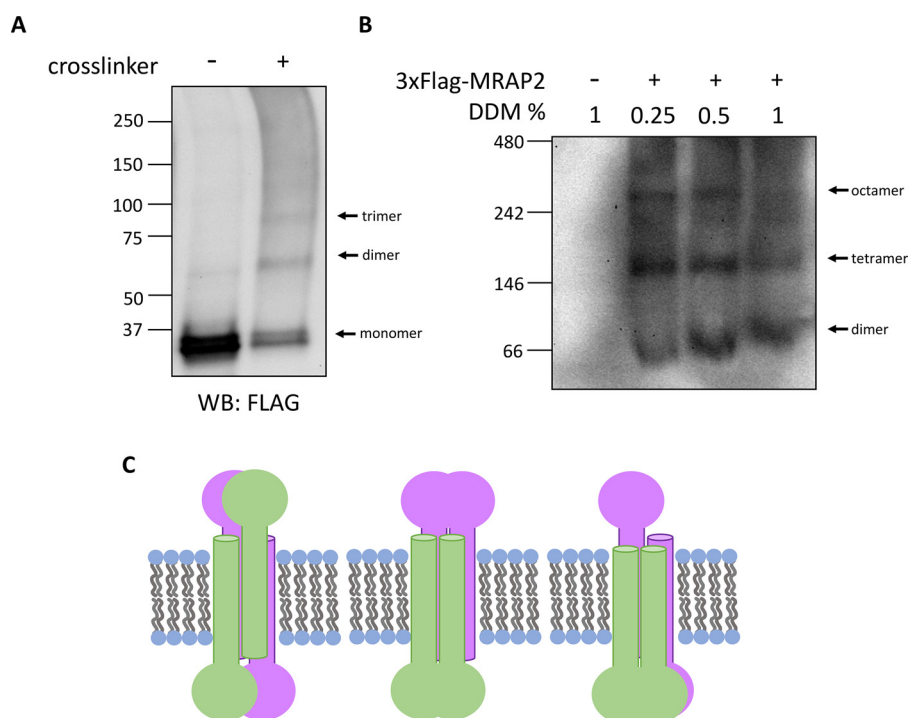 A
crosslinker - +
250
150
100
75
50
37
trimer
dimer
monomer
WB: FLAG
B
3xFlag-MRAP2 - + + +
DDM % 1 0.25 0.5 1
480
242
146
66
octamer
tetramer
dimer
C